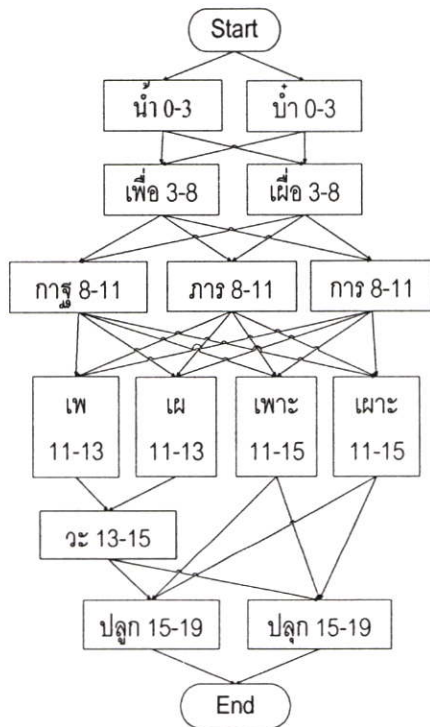 Start
น้ำ 0-3
บ๋ำ 0-3
เพื่อ 3-8
เผื่อ 3-8
กาฐ 8-11
ภาร 8-11
การ 8-11
เพ
11-13
เผ
11-13
เพาะ
11-15
เผาะ
11-15
วะ 13-15
ปลูก 15-19
ปลุก 15-19
End